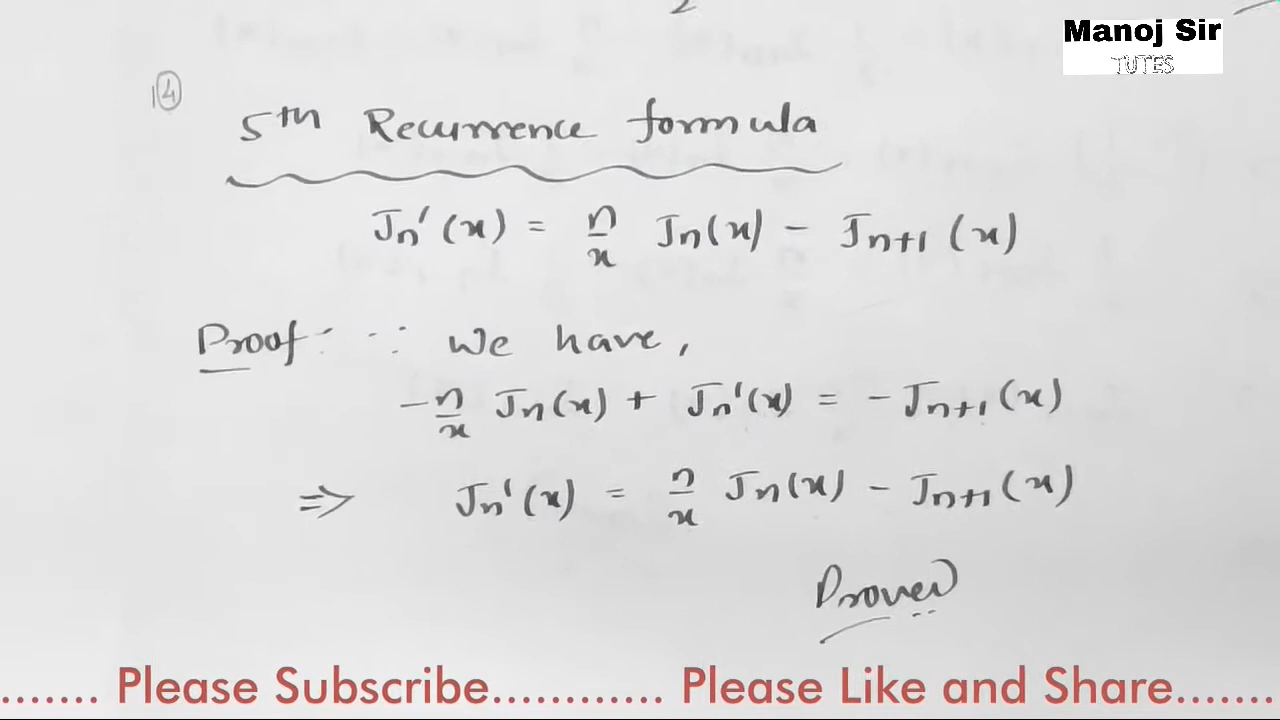 Manoj Sir
TUTES
14
5th Recurrence formula
Jn'(x) = n/x Jn(x) - Jn+1 (x)
Proof:- ∵ We have,
-n/x Jn(x) + Jn'(x) = - Jn+1 (x)
=> Jn'(x) = n/x Jn(x) - Jn+1 (x)
Proved
....... Please Subscribe............ Please Like and Share.......